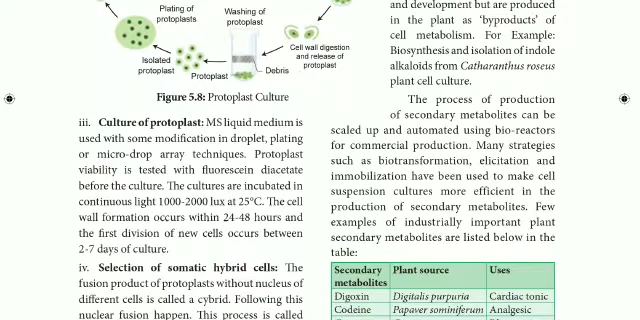 Plating of
protoplasts
Washing of
protoplast
Cell wall digestion
and release of
protoplast
Isolated
protoplast
Protoplast
Debris
Figure 5.8: Protoplast Culture
iii. Culture of protoplast: MS liquid medium is
used with some modification in droplet, plating
or micro-drop array techniques. Protoplast
viability is tested with fluorescein diacetate
before the culture. The cultures are incubated in
continuous light 1000-2000 lux at 25°C. The cell
wall formation occurs within 24-48 hours and
the first division of new cells occurs between
2-7 days of culture.
iv. Selection of somatic hybrid cells: The
fusion product of protoplasts without nucleus of
different cells is called a cybrid. Following this
nuclear fusion happen. This process is called
and development but are produced
in the plant as ‘byproducts’ of
cell metabolism. For Example:
Biosynthesis and isolation of indole
alkaloids from Catharanthus roseus
plant cell culture.
The process of production
of secondary metabolites can be
scaled up and automated using bio-reactors
for commercial production. Many strategies
such as biotransformation, elicitation and
immobilization have been used to make cell
suspension cultures more efficient in the
production of secondary metabolites. Few
examples of industrially important plant
secondary metabolites are listed below in the
table:
Secondary metabolites Plant source Uses
Digoxin Digitalis purpuria Cardiac tonic
Codeine Papaver sominiferum Analgesic